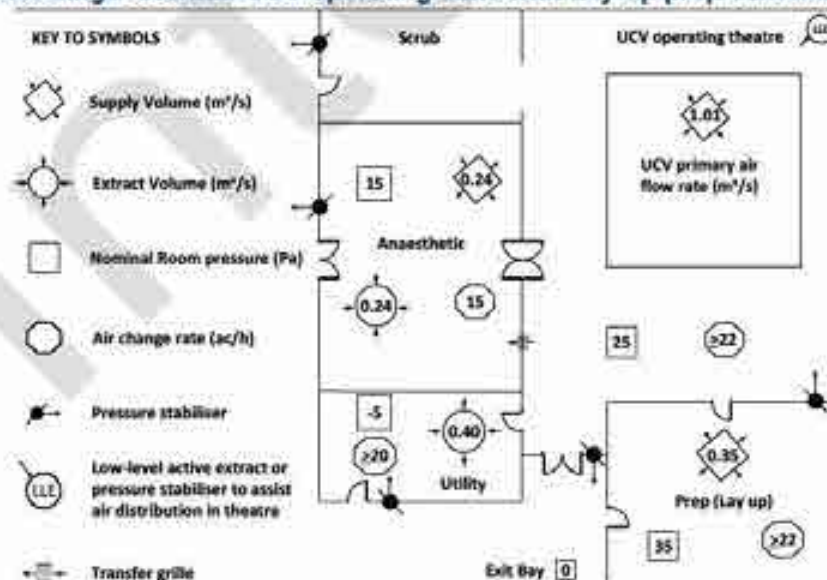 KEY TO SYMBOLS
Supply Volume (m³/s)
Extract Volume (m³/s)
Nominal Room pressure (Pa)
Air change rate (ac/h)
Pressure stabiliser
LLE
Low-level active extract or
pressure stabiliser to assist
air distribution in theatre
Transfer grille
Scrub
15
0.24
Anaesthetic
0.24
15
-5
0.40
≥20
Utility
UCV operating theatre
LLE
1.01
UCV primary air
flow rate (m³/s)
25
≥22
0.35
Prep (Lay up)
35
>22
Exit Bay 0